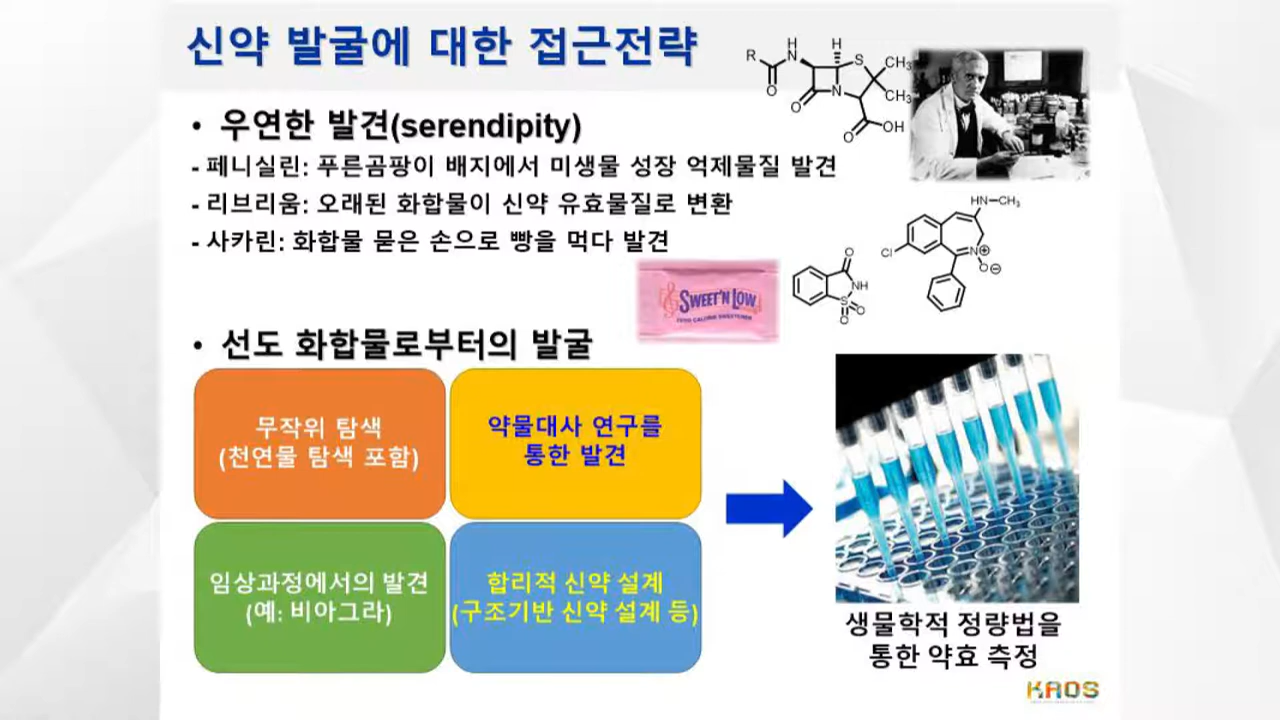 신약 발굴에 대한 접근전략
• 우연한 발견(serendipity)
- 페니실린: 푸른곰팡이 배지에서 미생물 성장 억제물질 발견
- 리브리움: 오래된 화합물이 신약 유효물질로 변환
- 사카린: 화합물 묻은 손으로 빵을 먹다 발견
R
H
N
H
S
CH3
CH3
O
O
N
O
OH
HN-CH3
Cl
N⊕
O⊖
SWEET'N LOW
ZERO CALORIE SWEETENER
O
NH
S
O
O
• 선도 화합물로부터의 발굴
무작위 탐색
(천연물 탐색 포함)
약물대사 연구를
통한 발견
임상과정에서의 발견
(예: 비아그라)
합리적 신약 설계
(구조기반 신약 설계 등)
생물학적 정량법을
통한 약효 측정
KAOS